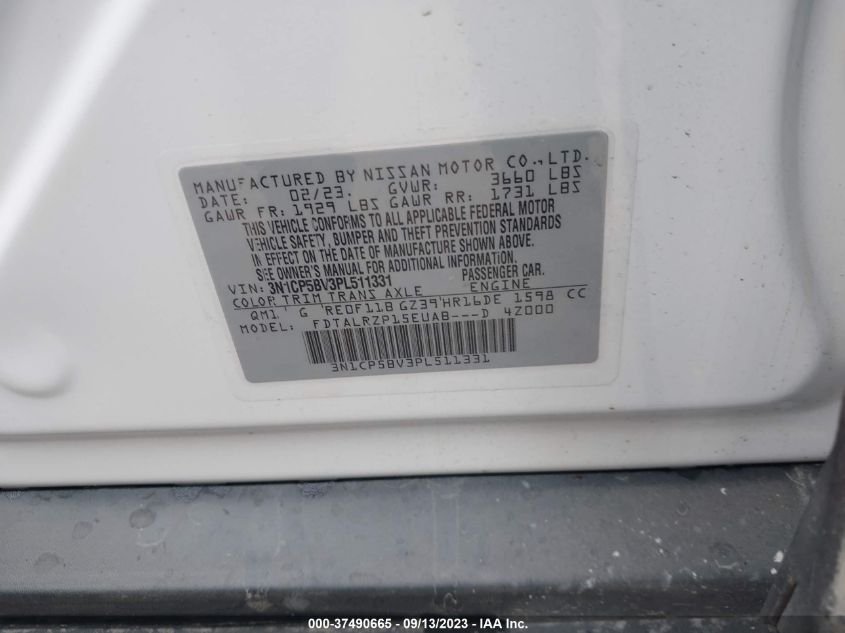 MANUFACTURED BY NISSAN MOTOR CO., LTD.
DATE: 02/23. GVWR: 3660 LBS
GAWR FR: 1929 LBS GAWR RR: 1731 LBS
THIS VEHICLE CONFORMS TO ALL APPLICABLE FEDERAL MOTOR
VEHICLE SAFETY, BUMPER AND THEFT PREVENTION STANDARDS
IN EFFECT ON THE DATE OF MANUFACTURE SHOWN ABOVE.
SEE OWNER'S MANUAL FOR ADDITIONAL INFORMATION.
VIN: 3N1CP5BV3PL511331 PASSENGER CAR.
COLOR TRIM TRANS AXLE ENGINE
QM1 G RE0F11B GZ39 HR16DE 1598 CC
MODEL: FDTALRZP15EUAB---D 4Z000
3N1CP5BV3PL511331
000-37490665 - 09/13/2023 - IAA Inc.